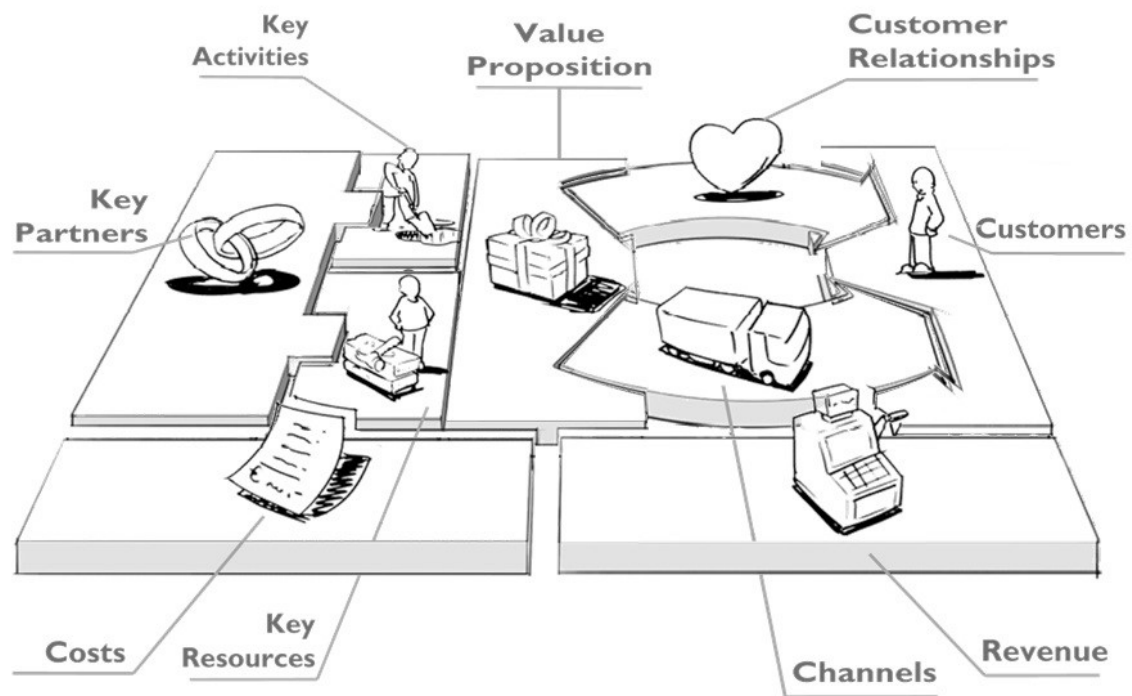 Key
Activities
Value
Proposition
Customer
Relationships
Key
Partners
Customers
Costs
Key
Resources
Channels
Revenue